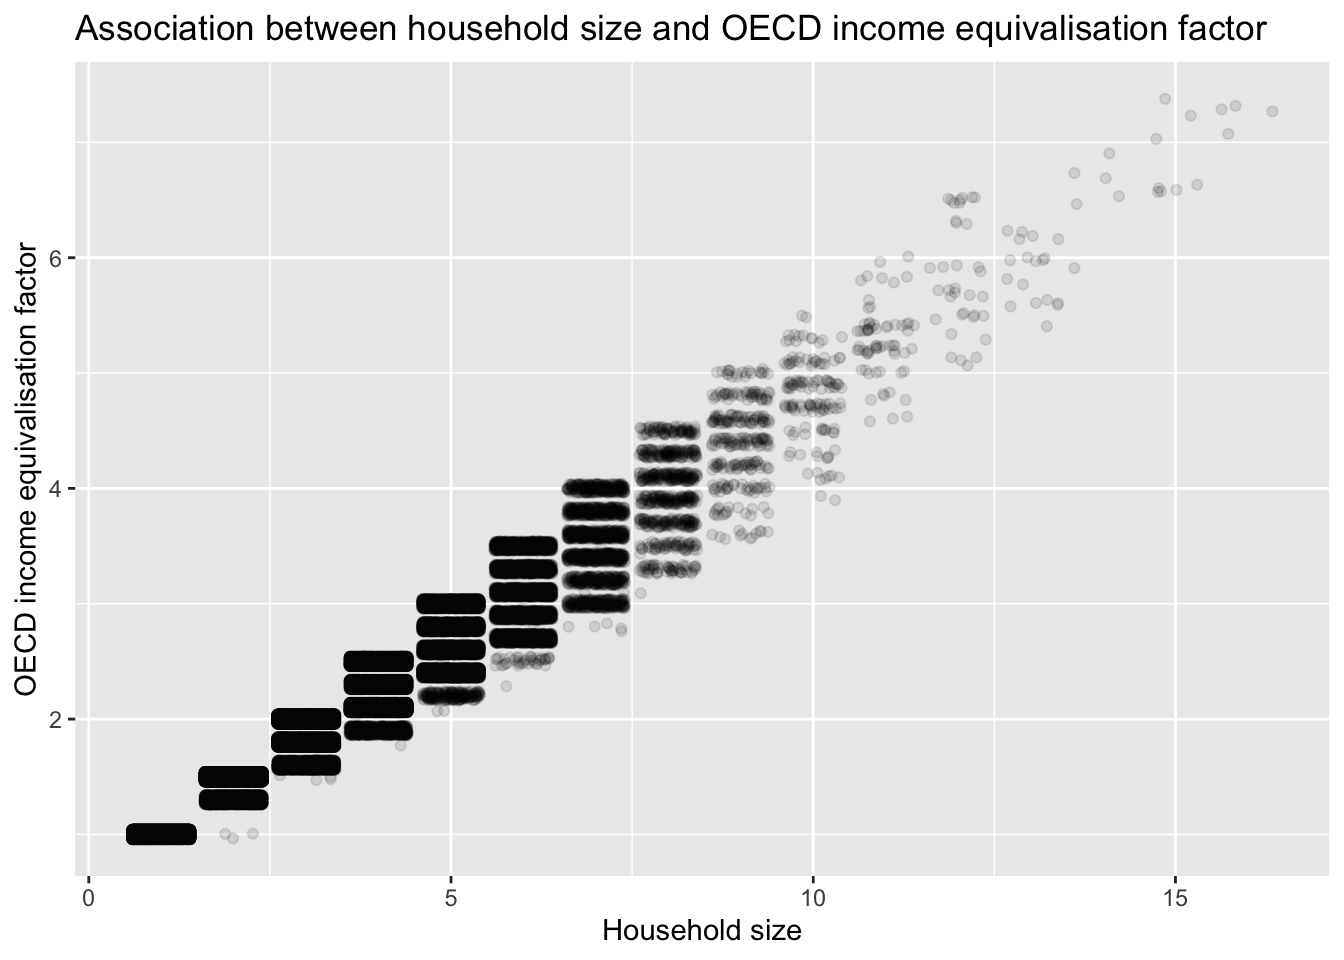 Association between household size and OECD income equivalisation factor
OECD income equivalisation factor
6
4
2
0
5
10
15
Household size